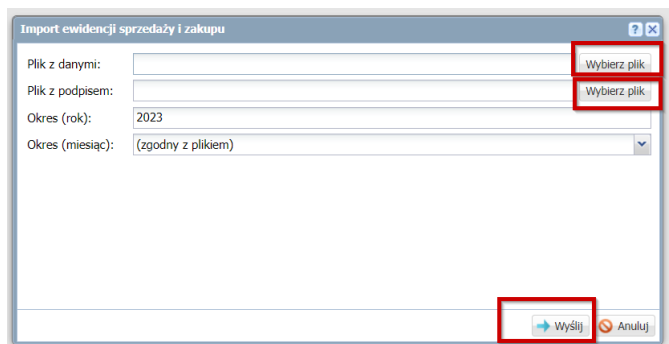 Import ewidencji sprzedaży i zakupu
Plik z danymi: Wybierz plik
Plik z podpisem: Wybierz plik
Okres (rok): 2023
Okres (miesiąc): (zgodny z plikiem)
Wyślij Anuluj